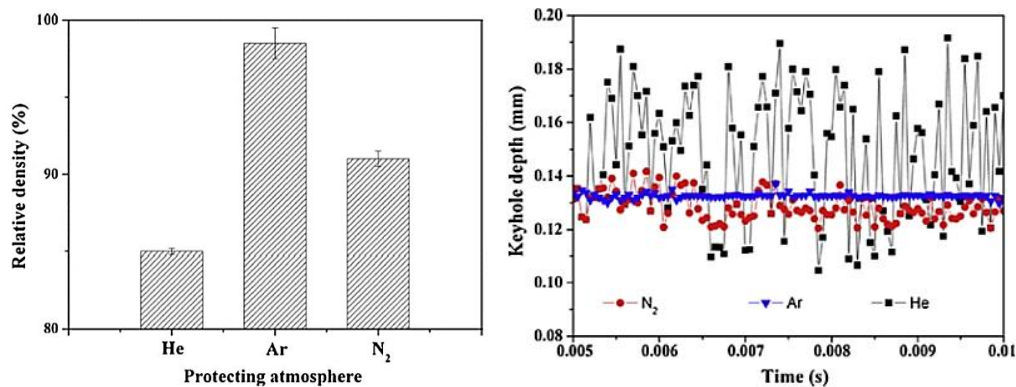 100
90
80
Relative density (%)
He Ar N₂
Protecting atmosphere
0.20
0.18
0.16
0.14
0.12
0.10
0.08
Keyhole depth (mm)
N₂ Ar He
0.005 0.006 0.007 0.008 0.009 0.01
Time (s)